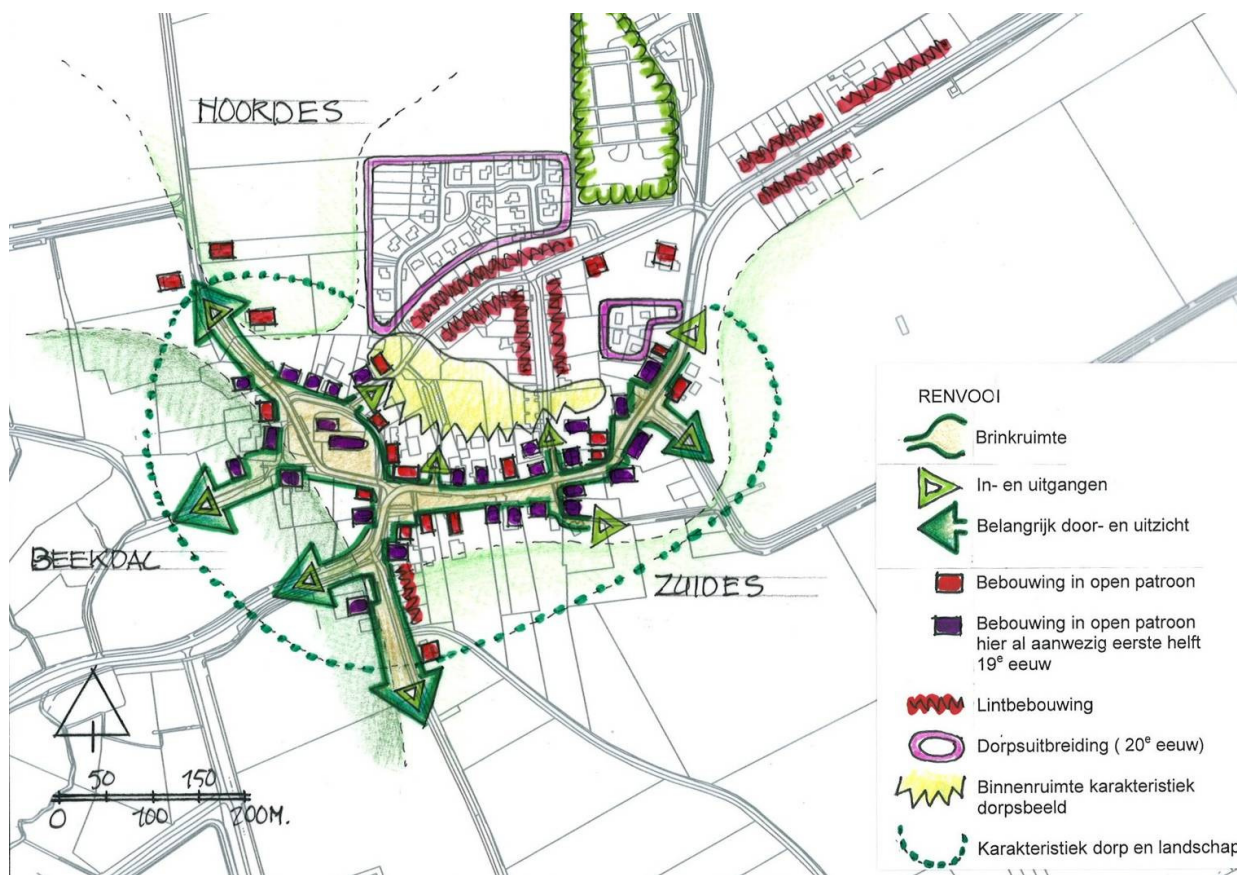 NOORDES
BEEKDAL
ZUIDES
50 150
0 100 200M.
RENVOOI
Brinkruimte
In- en uitgangen
Belangrijk door- en uitzicht
Bebouwing in open patroon
Bebouwing in open patroon
hier al aanwezig eerste helft
19e eeuw
Lintbebouwing
Dorpsuitbreiding ( 20e eeuw)
Binnenruimte karakteristiek
dorpsbeeld
Karakteristiek dorp en landschap